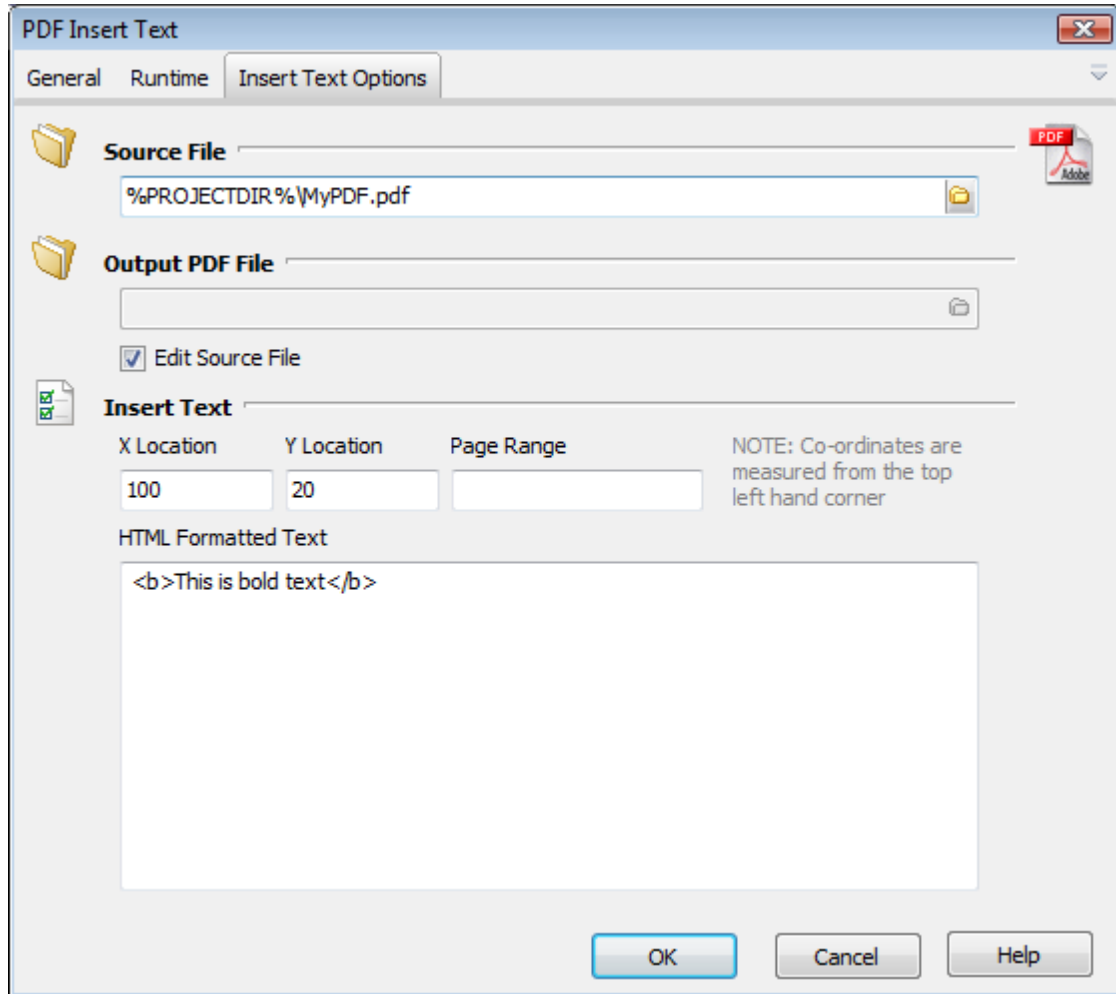 PDF Insert Text
General Runtime Insert Text Options
Source File
PDF
Adobe
%PROJECTDIR%\MyPDF.pdf
Output PDF File
Edit Source File
Insert Text
X Location Y Location Page Range
NOTE: Co-ordinates are
measured from the top
left hand corner
100 20
HTML Formatted Text
<b>This is bold text</b>
OK Cancel Help